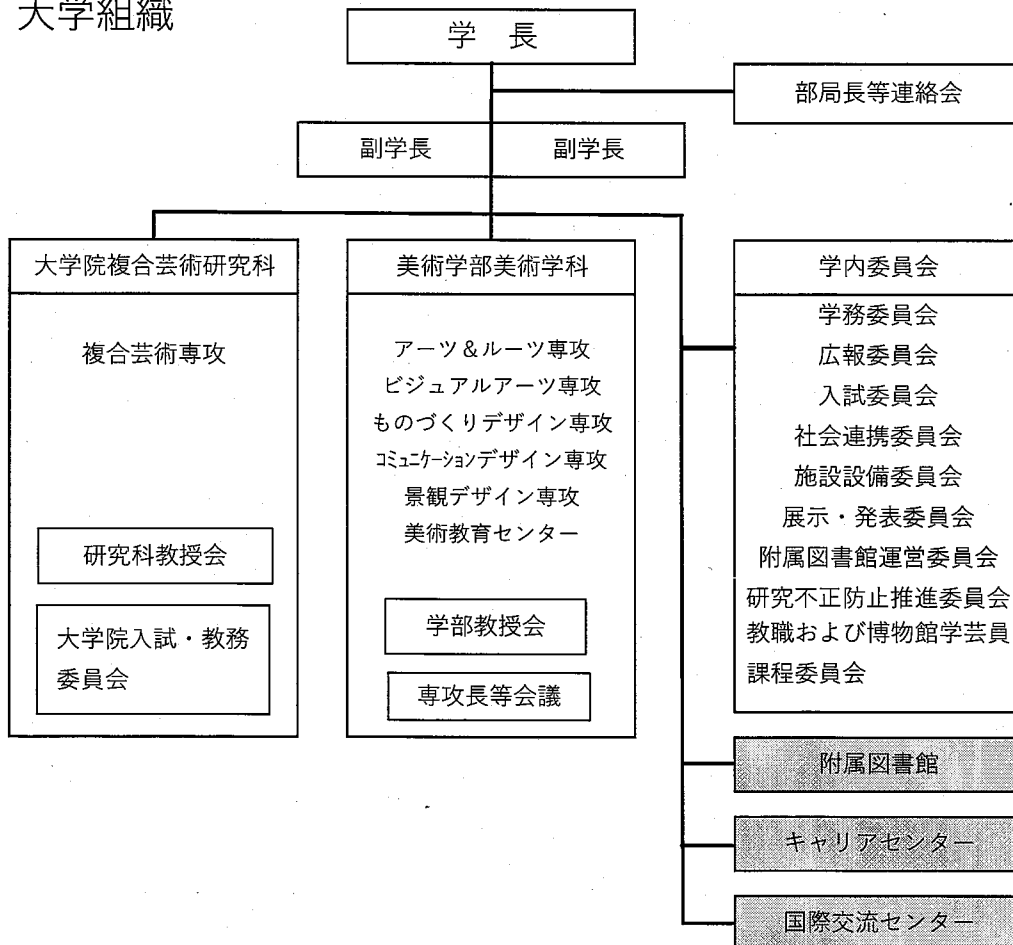 大学組織
学 長
部局長等連絡会
副学長
副学長
大学院複合芸術研究科
複合芸術専攻
研究科教授会
大学院入試・教務
委員会
美術学部美術学科
アーツ＆ルーツ専攻
ビジュアルアーツ専攻
ものづくりデザイン専攻
ｺﾐｭﾆｹｰｼｮﾝデザイン専攻
景観デザイン専攻
美術教育センター
学部教授会
専攻長等会議
学内委員会
学務委員会
広報委員会
入試委員会
社会連携委員会
施設設備委員会
展示・発表委員会
附属図書館運営委員会
研究不正防止推進委員会
教職および博物館学芸員
課程委員会
附属図書館
キャリアセンター
国際交流センター